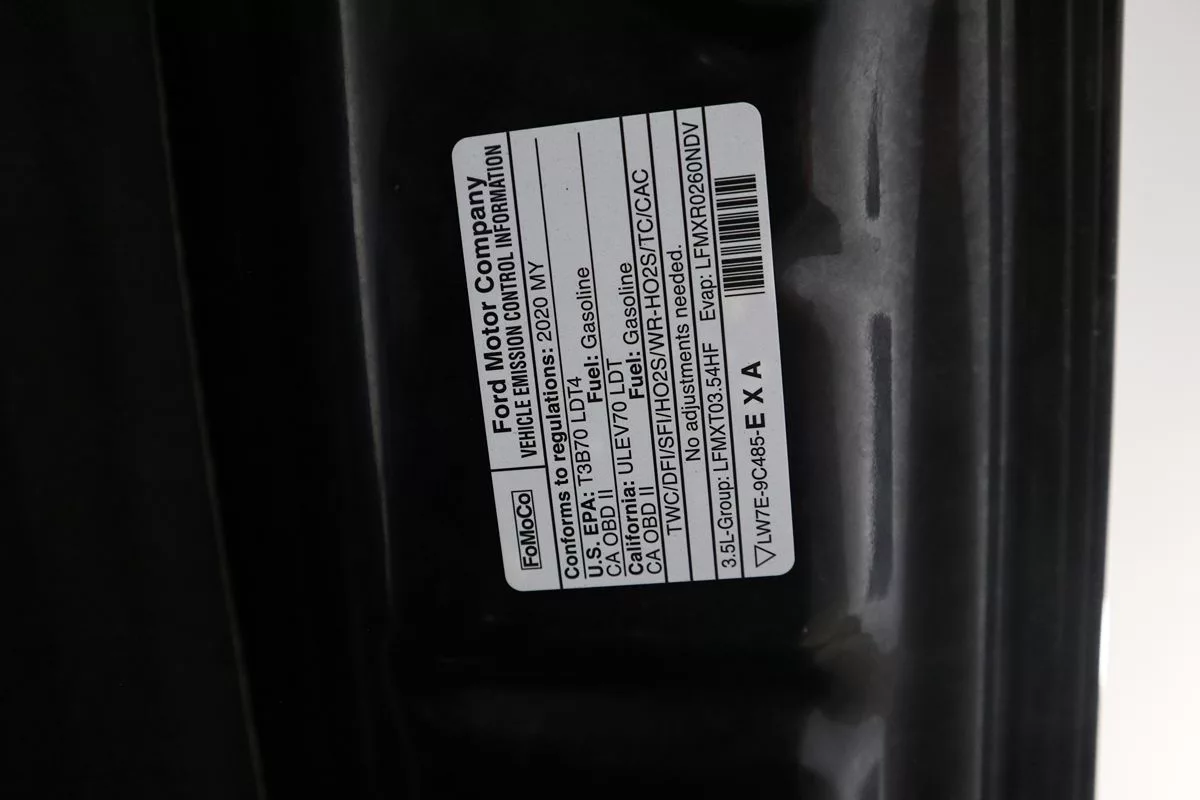 FoMoCo
Ford Motor Company
VEHICLE EMISSION CONTROL INFORMATION
Conforms to regulations: 2020 MY
U.S. EPA: T3B70 LDT4
CA OBD II Fuel: Gasoline
California: ULEV70 LDT
CA OBD II Fuel: Gasoline
TWC/DFI/SFI/HO2S/WR-HO2S/TC/CAC
No adjustments needed.
3.5L-Group: LFMXT03.54HF Evap: LFMXR0260NDV
LW7E-9C485-E X A